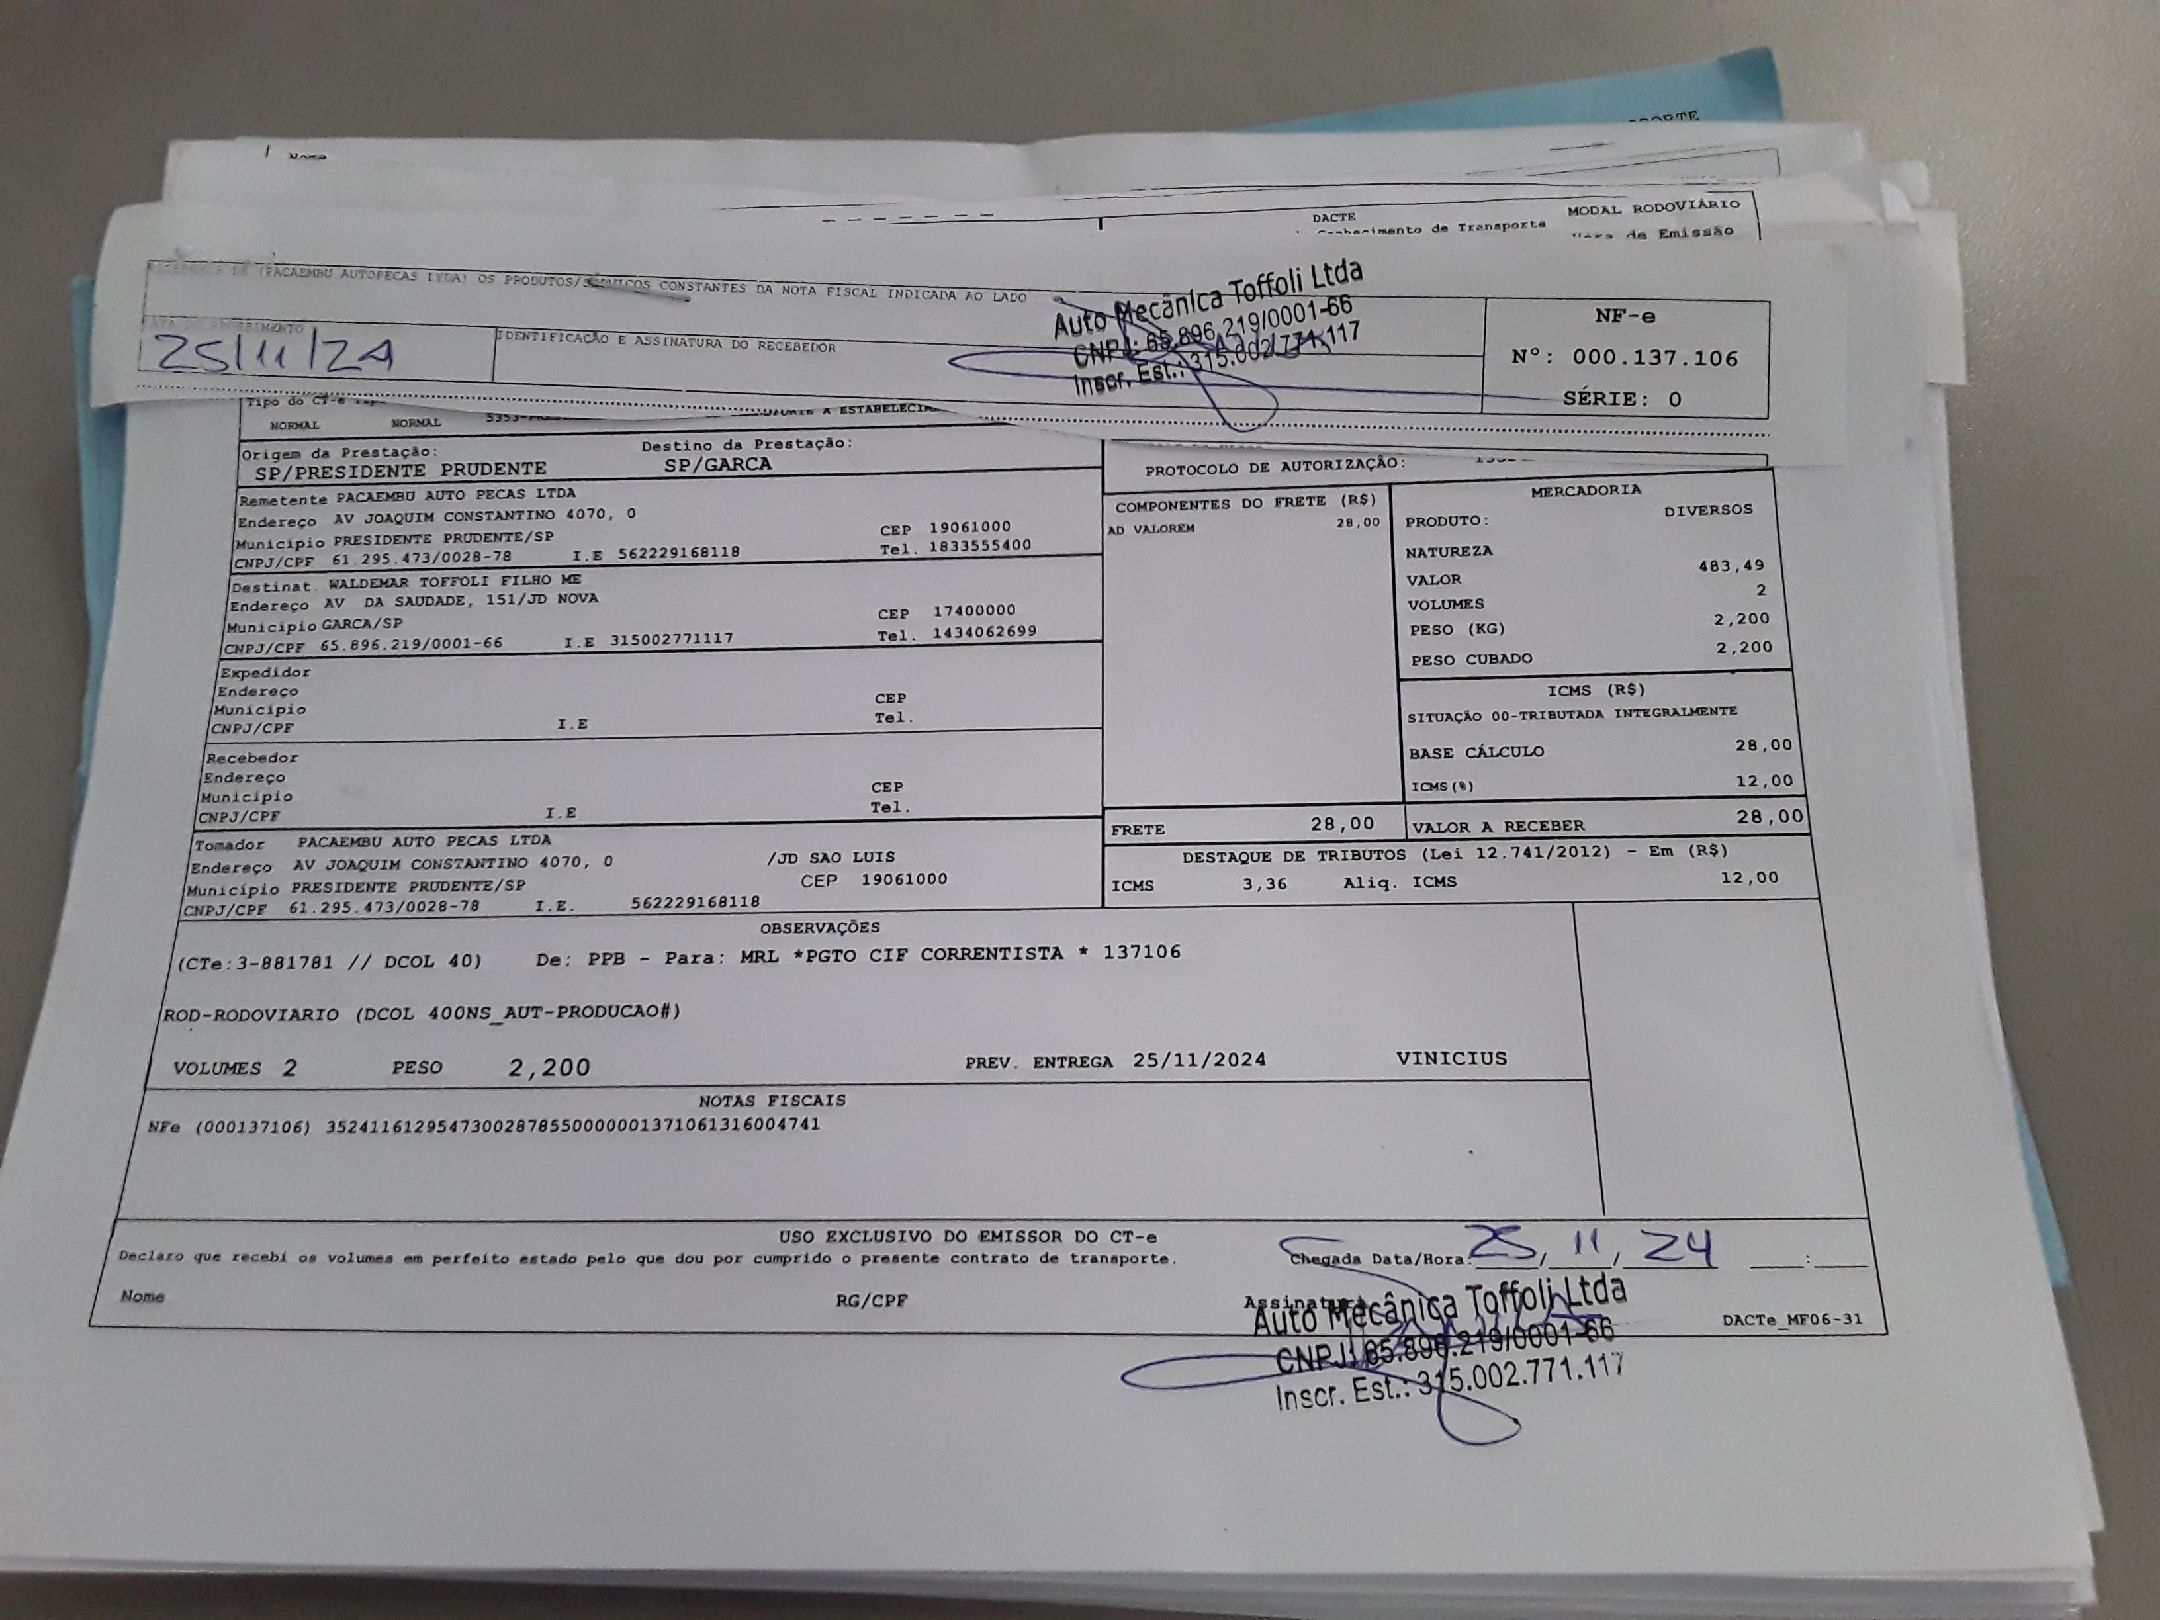 PORTE
Nome
DACTE
MODAL RODOVIÁRIO
Conhecimento de Transporte
de Emissão
(PACAEMBU AUTOPECAS LTDA) OS PRODUTOS/SERVIÇOS CONSTANTES DA NOTA FISCAL INDICADA AO LADO
IDENTIFICAÇÃO E ASSINATURA DO RECEBEDOR
25/11/24
Auto Mecânica Toffoli Ltda
CNPJ: 65.896.219/0001-66
Inscr. Est.: 315.002.771.117
NF-e
Nº: 000.137.106
SÉRIE: 0
Tipo do CT-e
A ESTABELECI
NORMAL NORMAL
Origem da Prestação: Destino da Prestação:
SP/PRESIDENTE PRUDENTE SP/GARCA
PROTOCOLO DE AUTORIZAÇÃO:
Remetente PACAEMBU AUTO PECAS LTDA
Endereço AV JOAQUIM CONSTANTINO 4070, 0
CEP 19061000
Município PRESIDENTE PRUDENTE/SP
Tel. 1833555400
CNPJ/CPF 61.295.473/0028-78 I.E 562229168118
Destinat. WALDEMAR TOFFOLI FILHO ME
Endereço AV DA SAUDADE, 151/JD NOVA
CEP 17400000
Município GARCA/SP
Tel. 1434062699
CNPJ/CPF 65.896.219/0001-66 I.E 315002771117
Expedidor
Endereço
CEP
Município
Tel.
CNPJ/CPF I.E
Recebedor
Endereço
CEP
Município
Tel.
CNPJ/CPF I.E
Tomador PACAEMBU AUTO PECAS LTDA
Endereço AV JOAQUIM CONSTANTINO 4070, 0 /JD SAO LUIS
Município PRESIDENTE PRUDENTE/SP CEP 19061000
CNPJ/CPF 61.295.473/0028-78 I.E. 562229168118
COMPONENTES DO FRETE (R$)
AD VALOREM 28,00
MERCADORIA
PRODUTO: DIVERSOS
NATUREZA
VALOR 483,49
VOLUMES 2
PESO (KG) 2,200
PESO CUBADO 2,200
ICMS (R$)
SITUAÇÃO 00-TRIBUTADA INTEGRALMENTE
BASE CÁLCULO 28,00
ICMS(%) 12,00
FRETE 28,00 VALOR A RECEBER 28,00
DESTAQUE DE TRIBUTOS (Lei 12.741/2012) - Em (R$)
ICMS 3,36 Aliq. ICMS 12,00
OBSERVAÇÕES
(CTe:3-881781 // DCOL 40) De: PPB - Para: MRL *PGTO CIF CORRENTISTA * 137106
ROD-RODOVIARIO (DCOL 400NS_AUT-PRODUCAO#)
VOLUMES 2 PESO 2,200 PREV. ENTREGA 25/11/2024 VINICIUS
NOTAS FISCAIS
NFe (000137106) 35241161295473002878550000001371061316004741
USO EXCLUSIVO DO EMISSOR DO CT-e
Declaro que recebi os volumes em perfeito estado pelo que dou por cumprido o presente contrato de transporte.
Chegada Data/Hora: 25/11/24 :
Nome RG/CPF Assinatura
DACTe_MF06-31
Auto Mecânica Toffoli Ltda
CNPJ: 65.896.219/0001-66
Inscr. Est.: 315.002.771.117